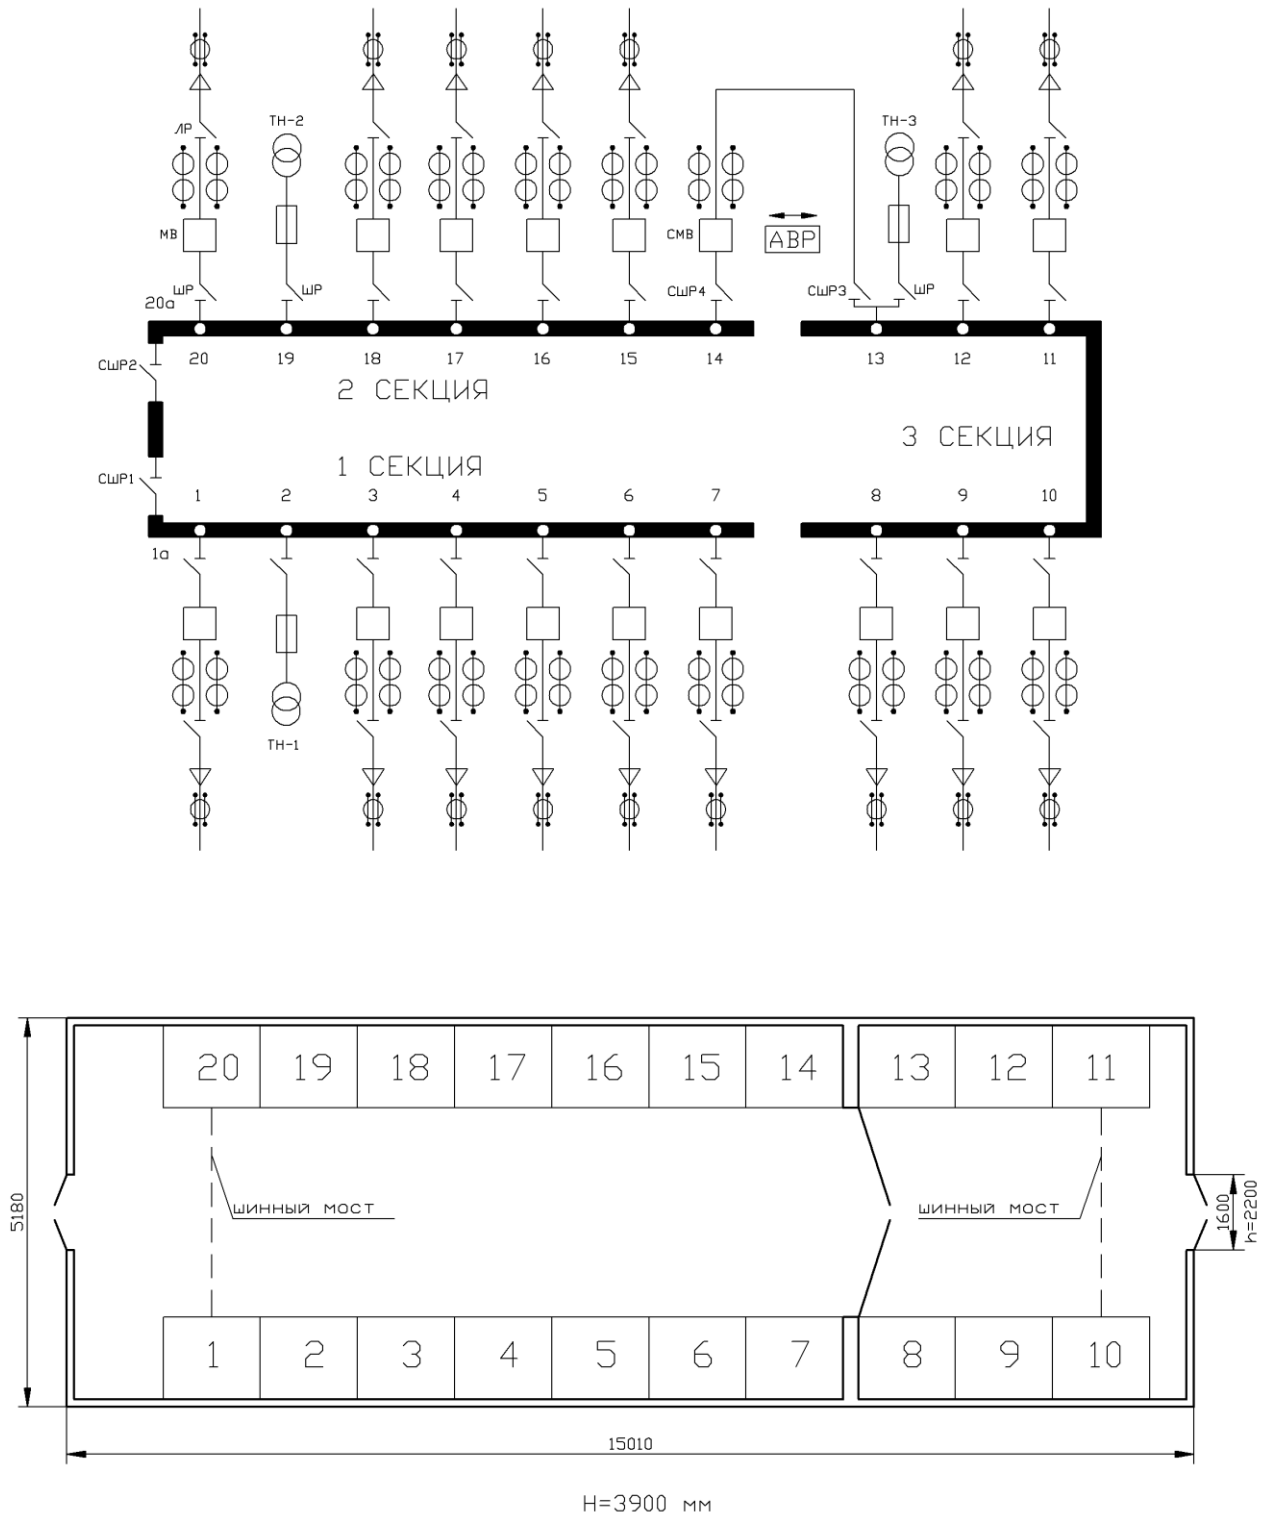 ТН-2
ТН-3
ЛР
МВ
СМВ
АВР
ШР
ШР
СШР4
СШР3
ШР
20а
20 19 18 17 16 15 14 13 12 11
СШР2
2 СЕКЦИЯ
3 СЕКЦИЯ
1 СЕКЦИЯ
СШР1
1 2 3 4 5 6 7 8 9 10
1а
ТН-1
20 19 18 17 16 15 14 13 12 11
ШИННЫЙ МОСТ
ШИННЫЙ МОСТ
5180
1600
h=2200
1 2 3 4 5 6 7 8 9 10
15010
Н=3900 мм